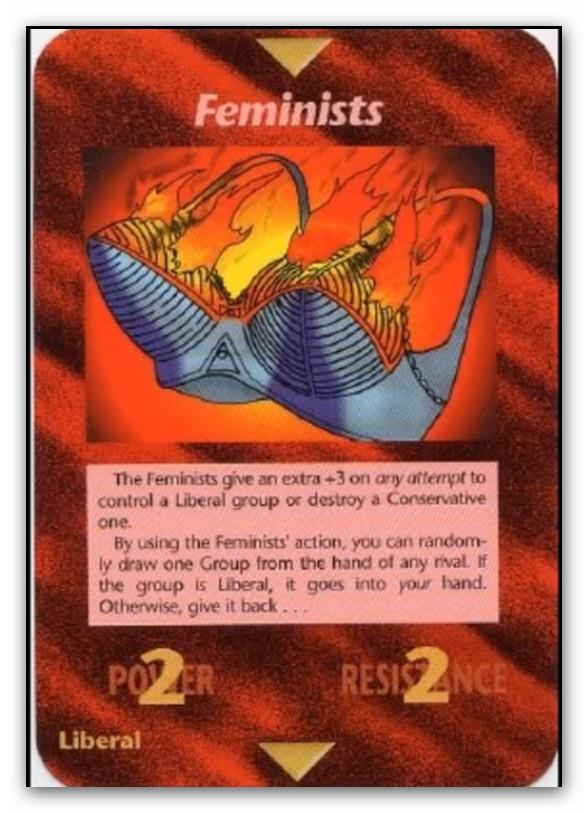 Feminists
The Feminists give an extra +3 on any attempt to
control a Liberal group or destroy a Conservative
one.
By using the Feminists' action, you can random-
ly draw one Group from the hand of any rival. If
the group is Liberal, it goes into your hand.
Otherwise, give it back . . .
POWER 2 RESISTANCE 2
Liberal